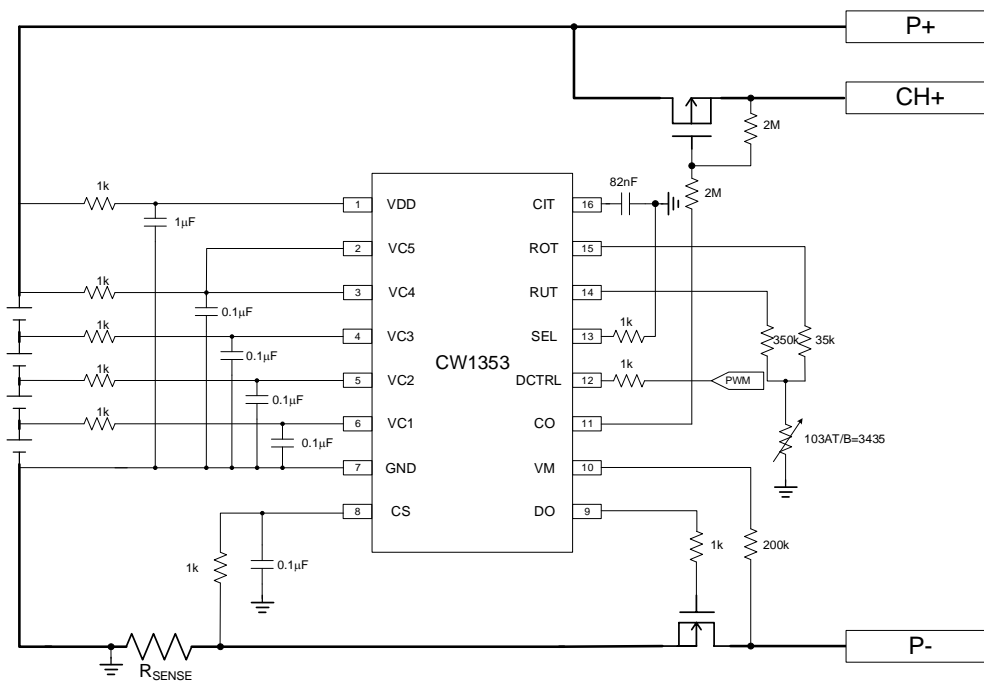 P+
CH+
2M
2M
1k
1µF
1 VDD
CIT 16
82nF
2 VC5
ROT 15
1k
3 VC4
RUT 14
0.1µF
1k
4 VC3
SEL 13
1k
350k
35k
0.1µF
CW1353
1k
5 VC2
DCTRL 12
1k
PWM
0.1µF
1k
6 VC1
CO 11
0.1µF
103AT/B=3435
7 GND
VM 10
8 CS
DO 9
1k
0.1µF
1k
200k
RSENSE
P-